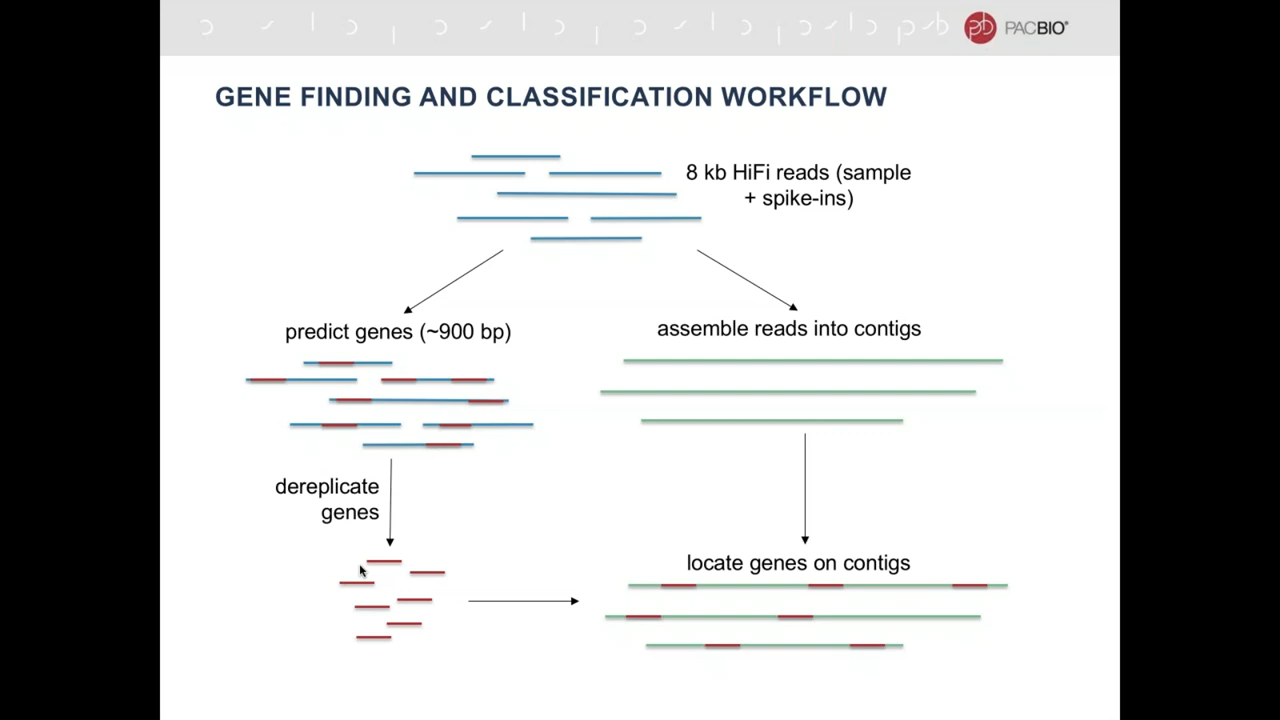 PACBIO®
GENE FINDING AND CLASSIFICATION WORKFLOW
8 kb HiFi reads (sample
+ spike-ins)
predict genes (~900 bp)
assemble reads into contigs
dereplicate
genes
locate genes on contigs